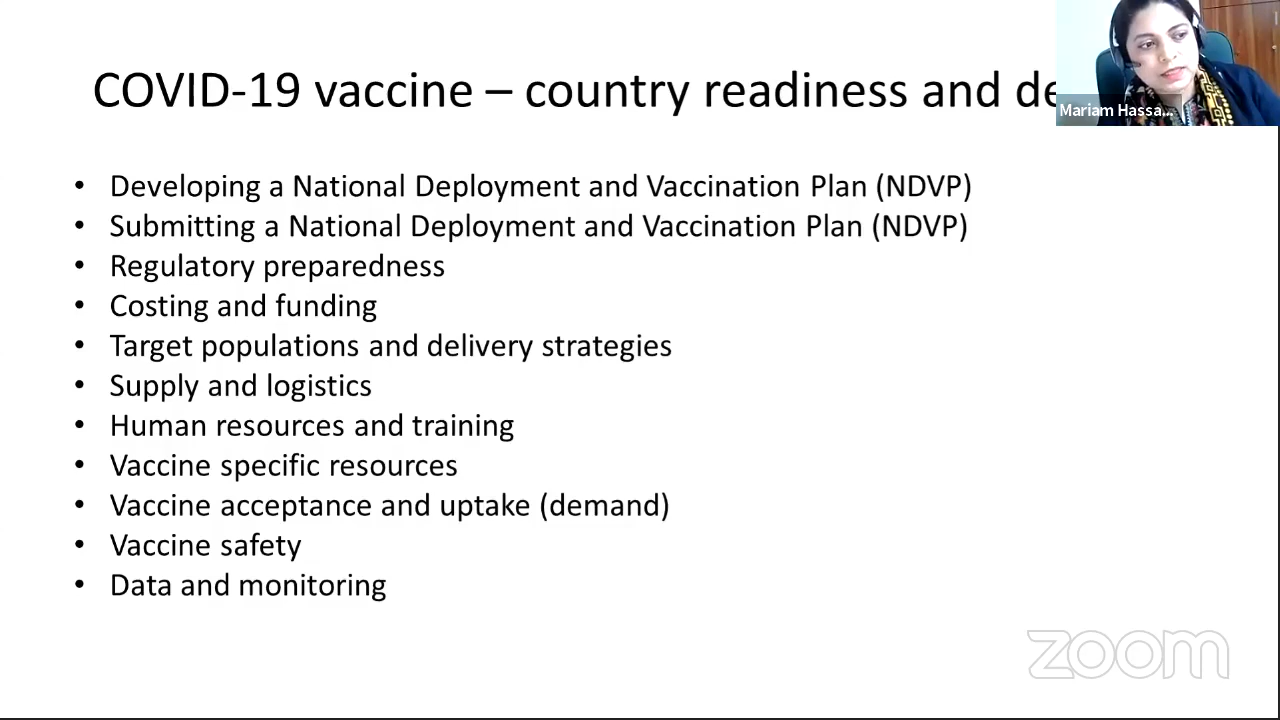 COVID-19 vaccine – country readiness and de
Mariam Hassa...
• Developing a National Deployment and Vaccination Plan (NDVP)
• Submitting a National Deployment and Vaccination Plan (NDVP)
• Regulatory preparedness
• Costing and funding
• Target populations and delivery strategies
• Supply and logistics
• Human resources and training
• Vaccine specific resources
• Vaccine acceptance and uptake (demand)
• Vaccine safety
• Data and monitoring
zoom